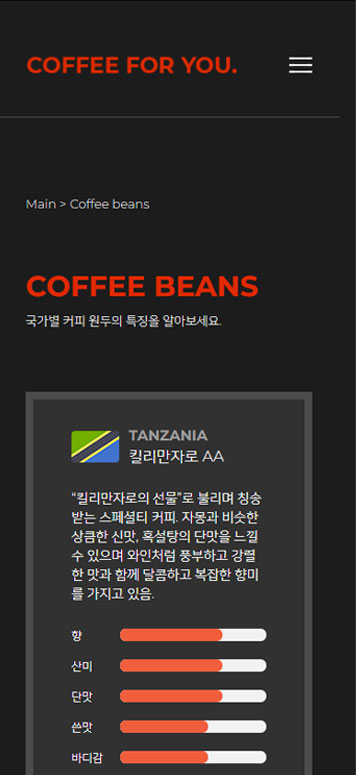 COFFEE FOR YOU.
Main > Coffee beans
COFFEE BEANS
국가별 커피 원두의 특징을 알아보세요.
TANZANIA
킬리만자로 AA
“킬리만자로의 선물”로 불리며 칭송
받는 스페셜티 커피. 자몽과 비슷한
상큼한 신맛, 흑설탕의 단맛을 느낄
수 있으며 와인처럼 풍부하고 강렬
한 맛과 함께 달콤하고 복잡한 향미
를 가지고 있음.
향
산미
단맛
쓴맛
바디감